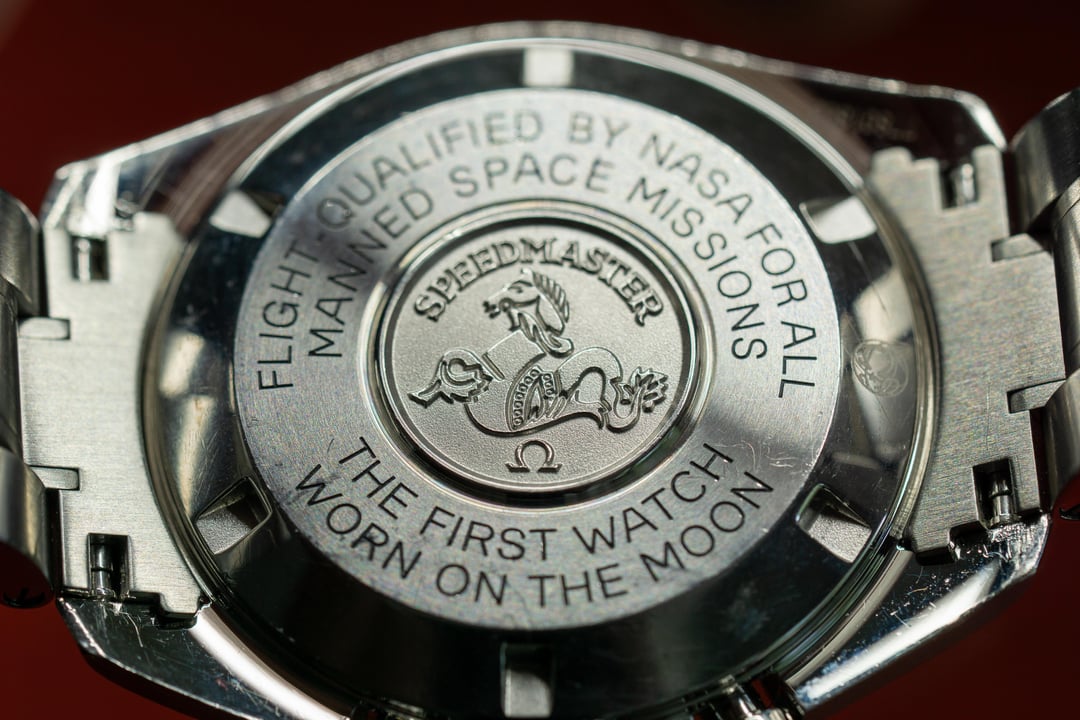 FLIGHT-QUALIFIED BY NASA FOR ALL
MANNED SPACE MISSIONS
SPEEDMASTER
Ω
THE FIRST WATCH
WORN ON THE MOON